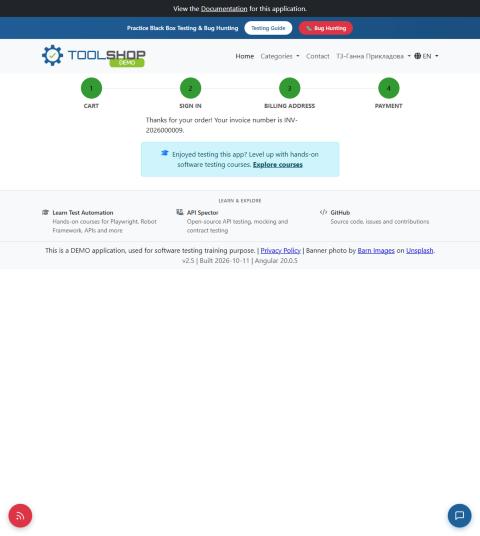 View the Documentation for this application.
Practice Black Box Testing & Bug Hunting Testing Guide Bug Hunting
TOOLSHOP
DEMO
Home Categories Contact ТЗ-Ганна Прикладова EN
1 2 3 4
CART SIGN IN BILLING ADDRESS PAYMENT
Thanks for your order! Your invoice number is INV-
2026000009.
Enjoyed testing this app? Level up with hands-on
software testing courses. Explore courses
LEARN & EXPLORE
Learn Test Automation
Hands-on courses for Playwright, Robot
Framework, APIs and more
API Spector
Open-source API testing, mocking and
contract testing
GitHub
Source code, issues and contributions
This is a DEMO application, used for software testing training purpose. | Privacy Policy | Banner photo by Barn Images on Unsplash.
v2.5 | Built 2026-10-11 | Angular 20.0.5